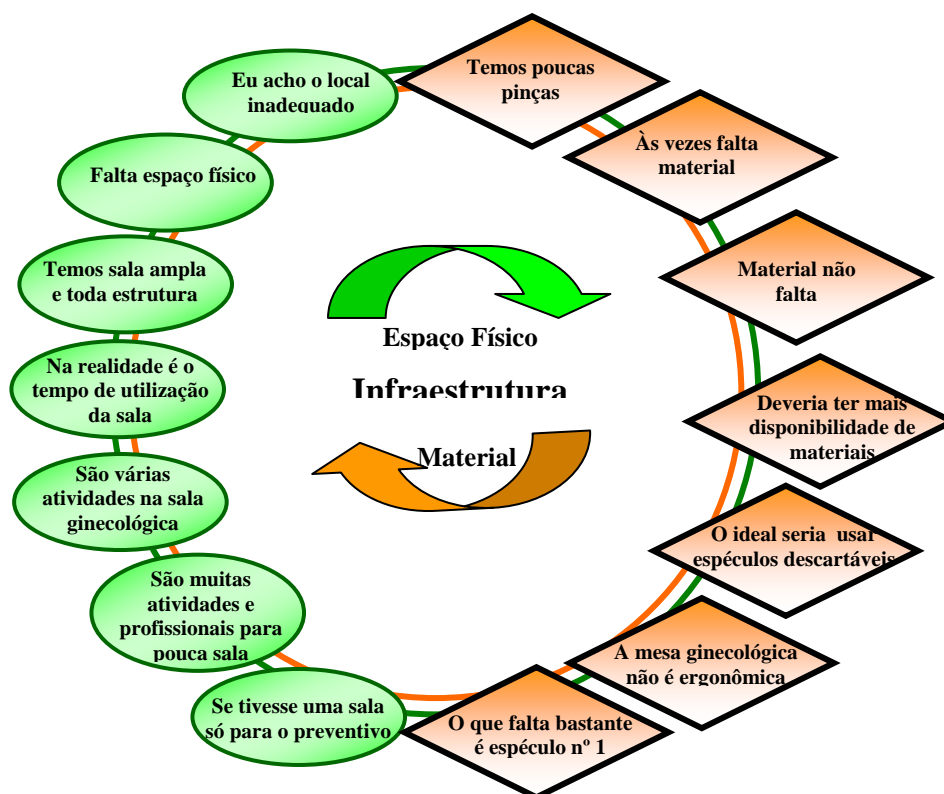 Eu acho o local
inadequado
Falta espaço físico
Temos sala ampla
e toda estrutura
Na realidade é o
tempo de utilização
da sala
São várias
atividades na sala
ginecológica
São muitas
atividades e
profissionais para
pouca sala
Se tivesse uma sala
só para o preventivo
Espaço Físico
Infraestrutura
Material
Temos poucas
pinças
Às vezes falta
material
Material não
falta
Deveria ter mais
disponibilidade de
materiais
O ideal seria usar
espéculos descartáveis
A mesa ginecológica
não é ergonômica
O que falta bastante
é espéculo nº 1